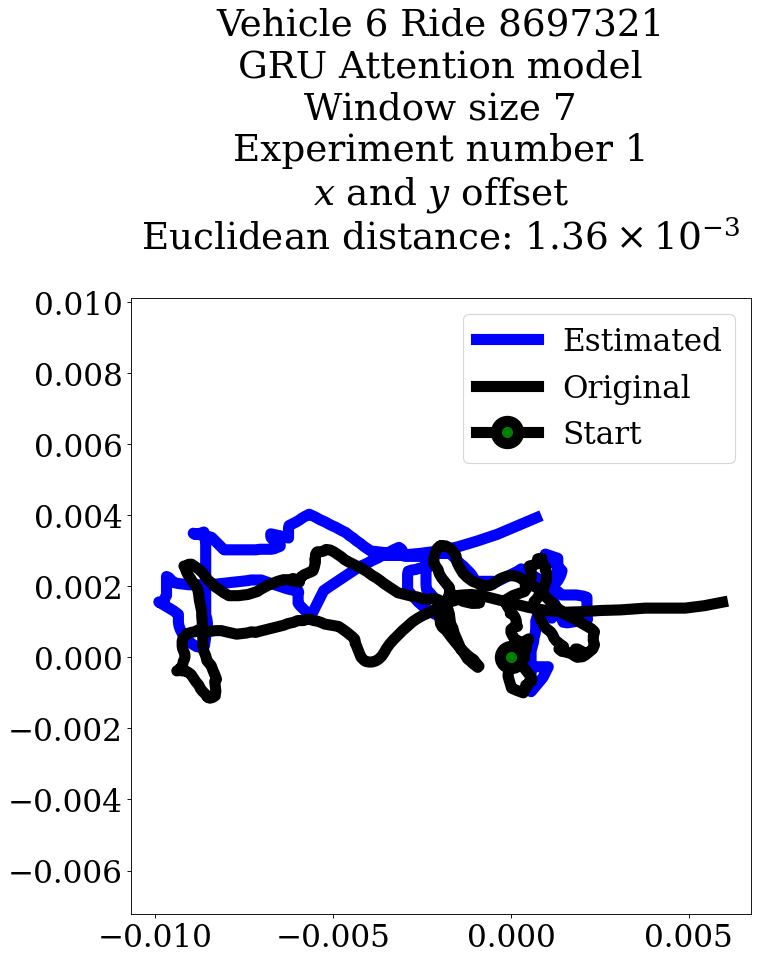 Vehicle 6 Ride 8697321
GRU Attention model
Window size 7
Experiment number 1
x and y offset
Euclidean distance: 1.36 × 10⁻³
Estimated
Original
Start
0.010
0.008
0.006
0.004
0.002
0.000
−0.002
−0.004
−0.006
−0.010 −0.005 0.000 0.005